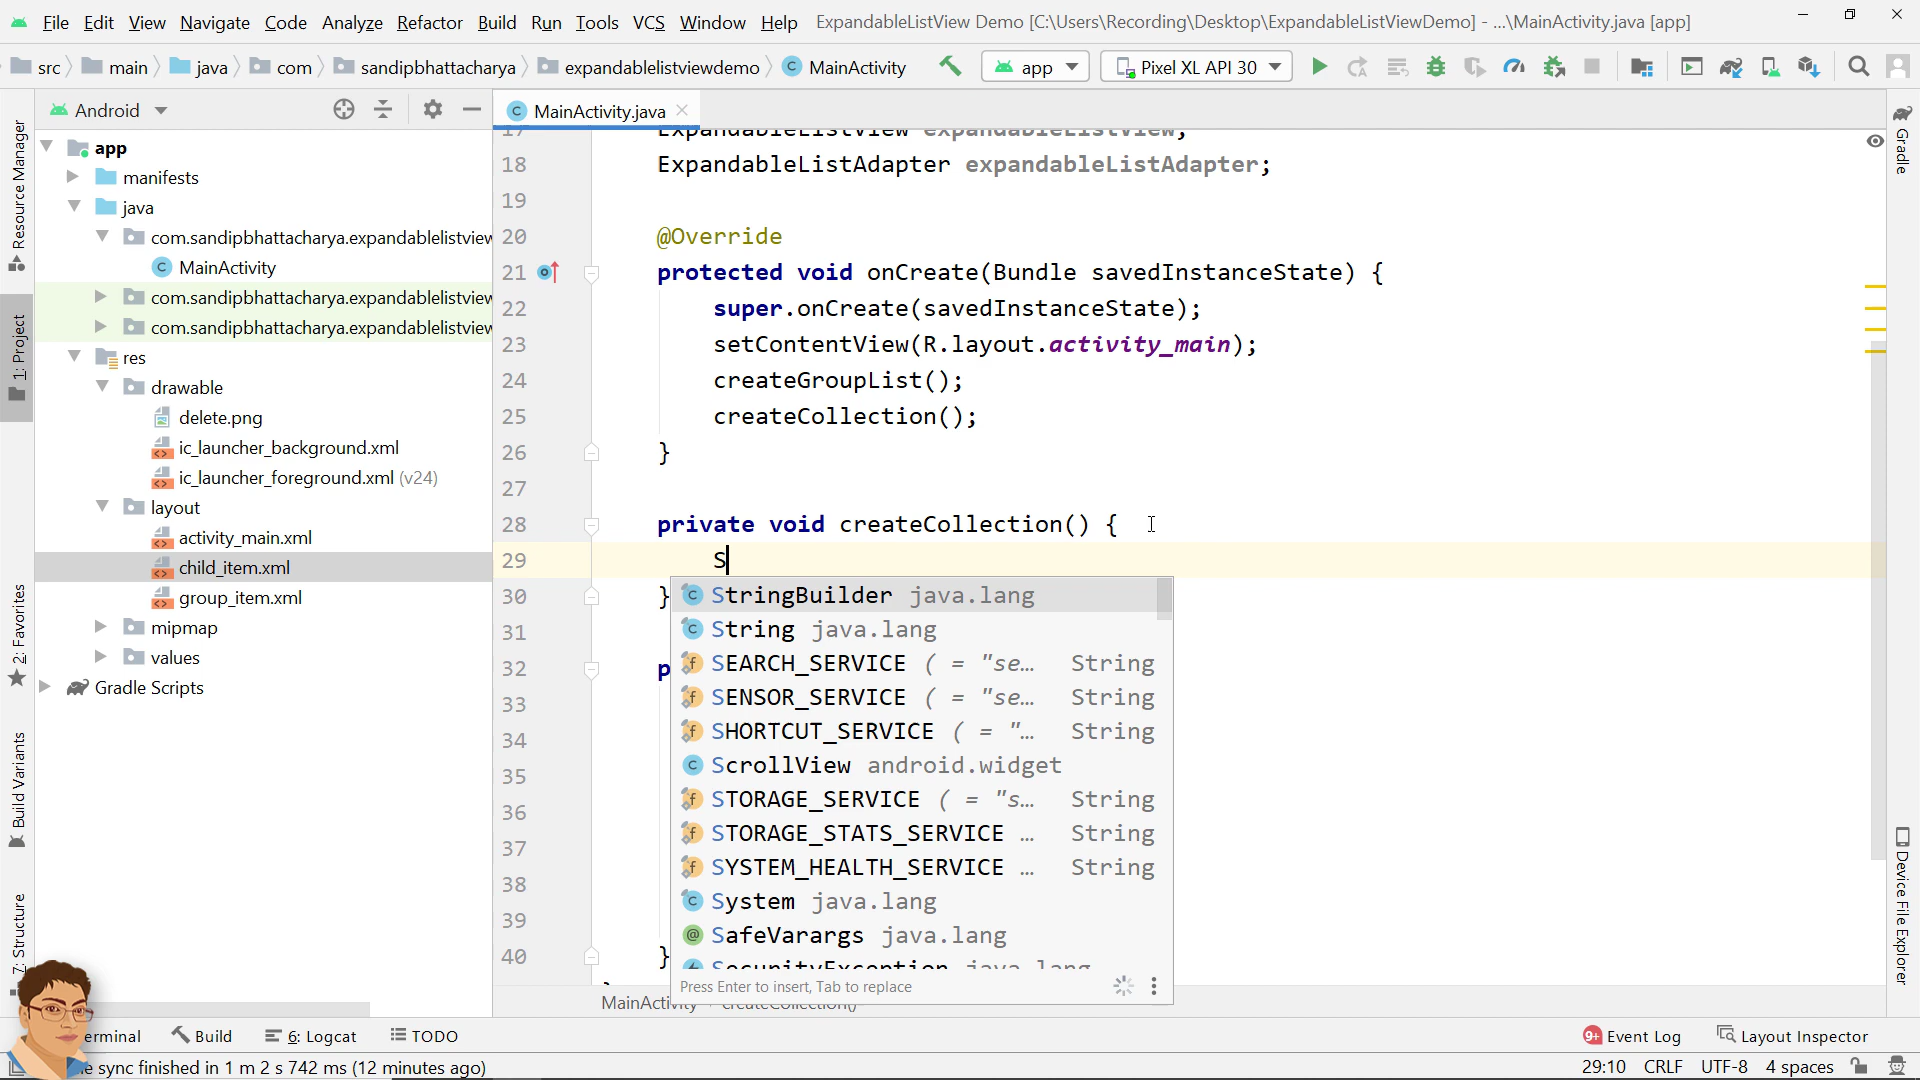 File Edit View Navigate Code Analyze Refactor Build Run Tools VCS Window Help ExpandableListView Demo [C:\Users\Recording\Desktop\ExpandableListViewDemo] - ...\MainActivity.java [app]
src main java com sandipbhattacharya expandablelistviewdemo MainActivity app Pixel XL API 30
Android
MainActivity.java
Resource Manager
1: Project
2: Favorites
Build Variants
7: Structure
app
manifests
java
com.sandipbhattacharya.expandablelistview
MainActivity
com.sandipbhattacharya.expandablelistview
com.sandipbhattacharya.expandablelistview
res
drawable
delete.png
ic_launcher_background.xml
ic_launcher_foreground.xml (v24)
layout
activity_main.xml
child_item.xml
group_item.xml
mipmap
values
Gradle Scripts
17 ExpandableListView expandableListView;
18 ExpandableListAdapter expandableListAdapter;
19
20 @Override
21 protected void onCreate(Bundle savedInstanceState) {
22 super.onCreate(savedInstanceState);
23 setContentView(R.layout.activity_main);
24 createGroupList();
25 createCollection();
26 }
27
28 private void createCollection() {
29 S
30 }
31
32 p
33
34
35
36
37
38
39
40 }
StringBuilder java.lang
String java.lang
SEARCH_SERVICE ( = "se... String
SENSOR_SERVICE ( = "se... String
SHORTCUT_SERVICE ( = "... String
ScrollView android.widget
STORAGE_SERVICE ( = "s... String
STORAGE_STATS_SERVICE ... String
SYSTEM_HEALTH_SERVICE ... String
System java.lang
SafeVarargs java.lang
SecurityException java.lang
Press Enter to insert, Tab to replace
MainActivity createCollection()
Gradle
Device File Explorer
erminal Build 6: Logcat TODO 9+ Event Log Layout Inspector
e sync finished in 1 m 2 s 742 ms (12 minutes ago) 29:10 CRLF UTF-8 4 spaces